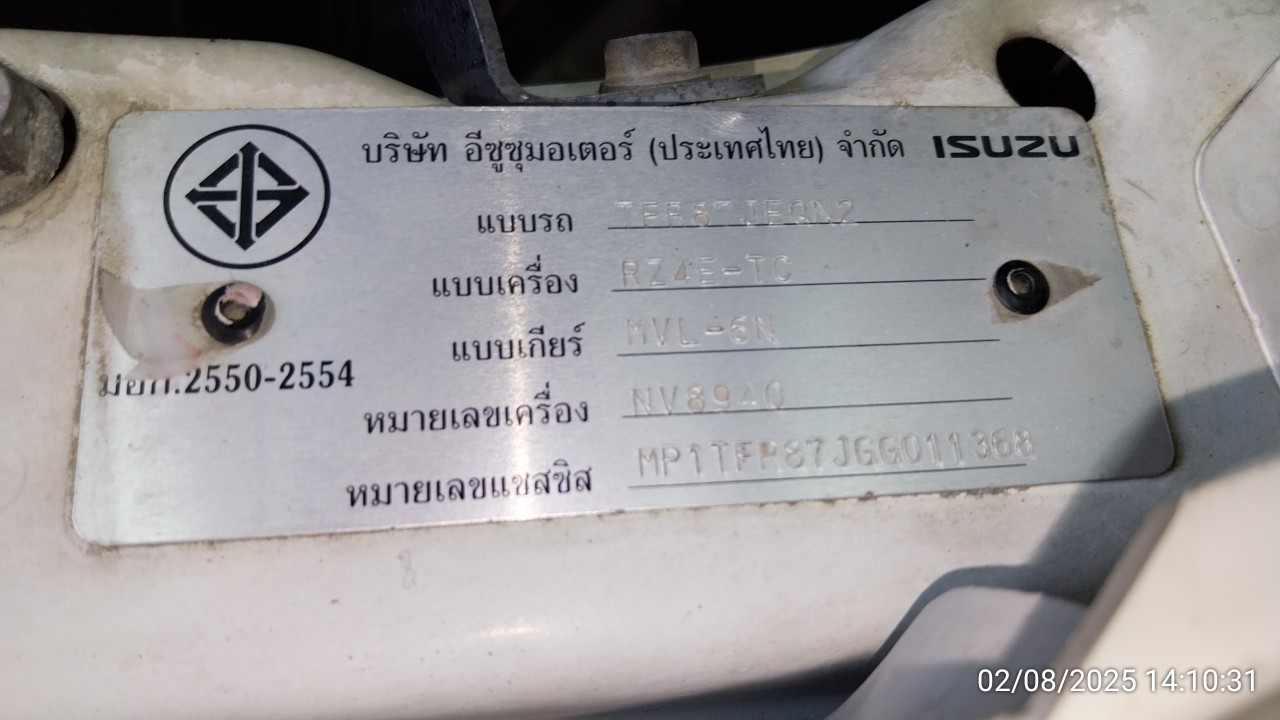 บริษัท อีซูซุมอเตอร์ (ประเทศไทย) จำกัด ISUZU
แบบรถ
แบบเครื่อง RZ4E-TC
แบบเกียร์ MVL-6N
มอก.2550-2554
หมายเลขเครื่อง NV8940
หมายเลขแชสซิส MP1TFR87JGG011368
02/08/2025 14:10:31